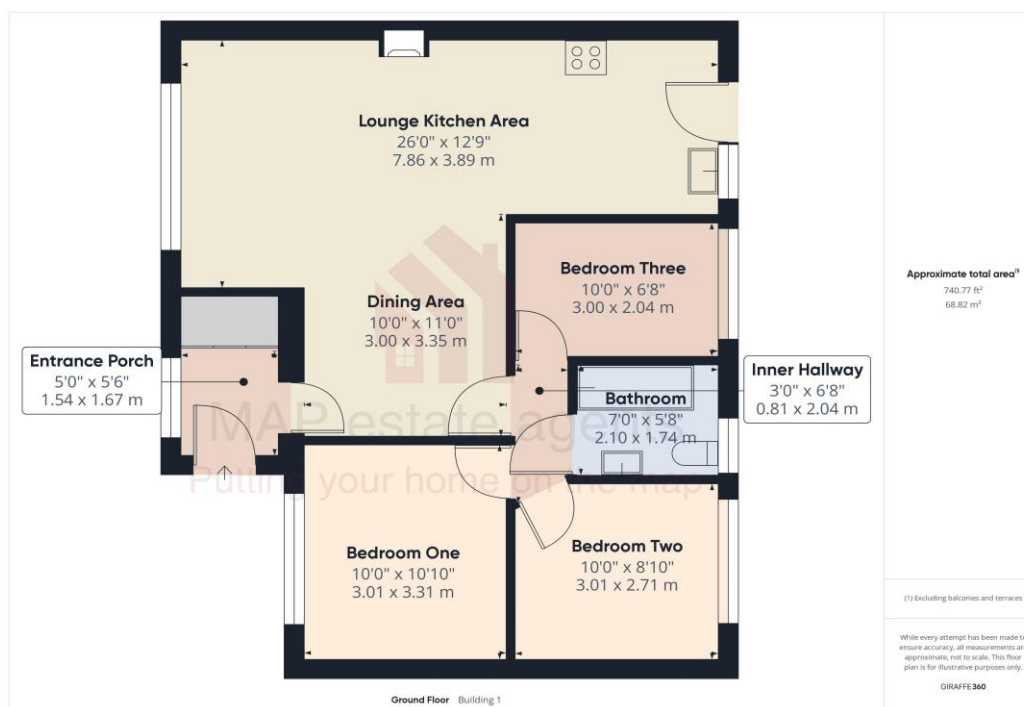 Lounge Kitchen Area
26'0" x 12'9"
7.86 x 3.89 m
Bedroom Three
10'0" x 6'8"
3.00 x 2.04 m
Dining Area
10'0" x 11'0"
3.00 x 3.35 m
Entrance Porch
5'0" x 5'6"
1.54 x 1.67 m
Inner Hallway
3'0" x 6'8"
0.81 x 2.04 m
Bathroom
7'0" x 5'8"
2.10 x 1.74 m
MAP estate agents
Putting your home on the map
Bedroom One
10'0" x 10'10"
3.01 x 3.31 m
Bedroom Two
10'0" x 8'10"
3.01 x 2.71 m
Ground Floor Building 1
Approximate total area(1)
740.77 ft²
68.82 m²
(1) Excluding balconies and terraces
While every attempt has been made to
ensure accuracy, all measurements are
approximate, not to scale. This floor
plan is for illustrative purposes only.
GIRAFFE360